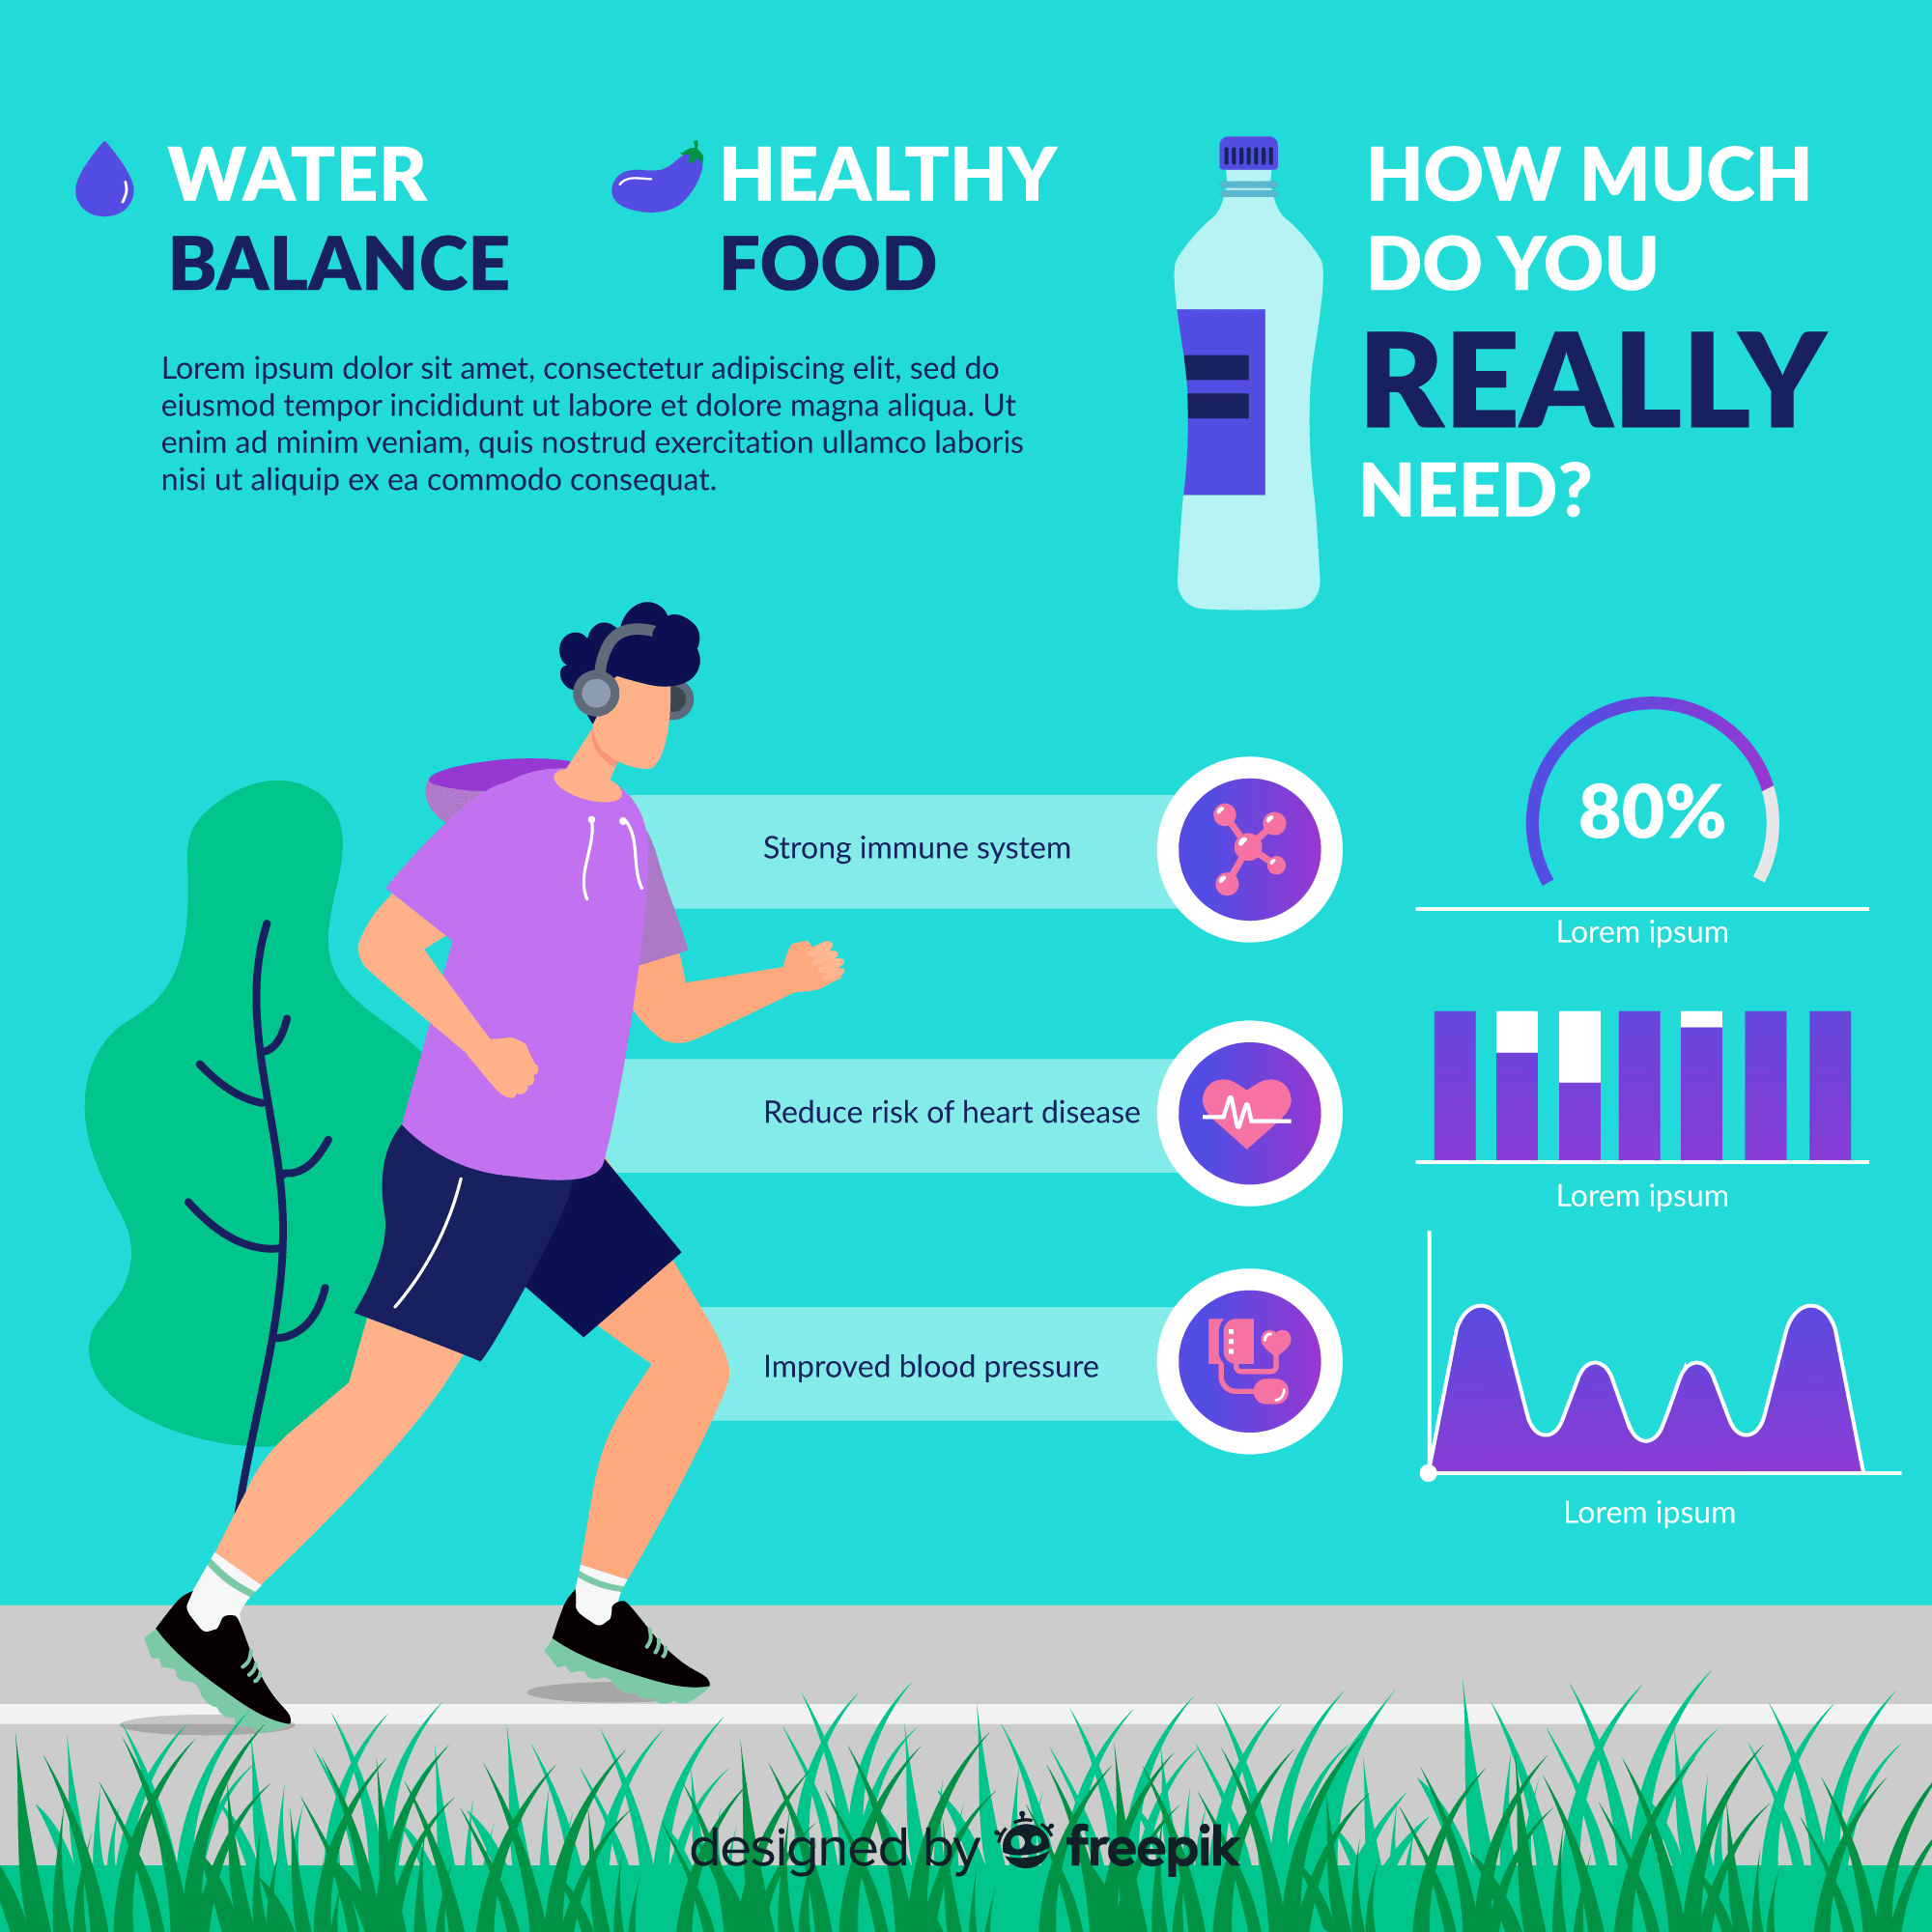 WATER
BALANCE
HEALTHY
FOOD
Lorem ipsum dolor sit amet, consectetur adipiscing elit, sed do
eiusmod tempor incididunt ut labore et dolore magna aliqua. Ut
enim ad minim veniam, quis nostrud exercitation ullamco laboris
nisi ut aliquip ex ea commodo consequat.
HOW MUCH
DO YOU
REALLY
NEED?
Strong immune system
80%
Lorem ipsum
Reduce risk of heart disease
Lorem ipsum
Improved blood pressure
Lorem ipsum
designed by freepik